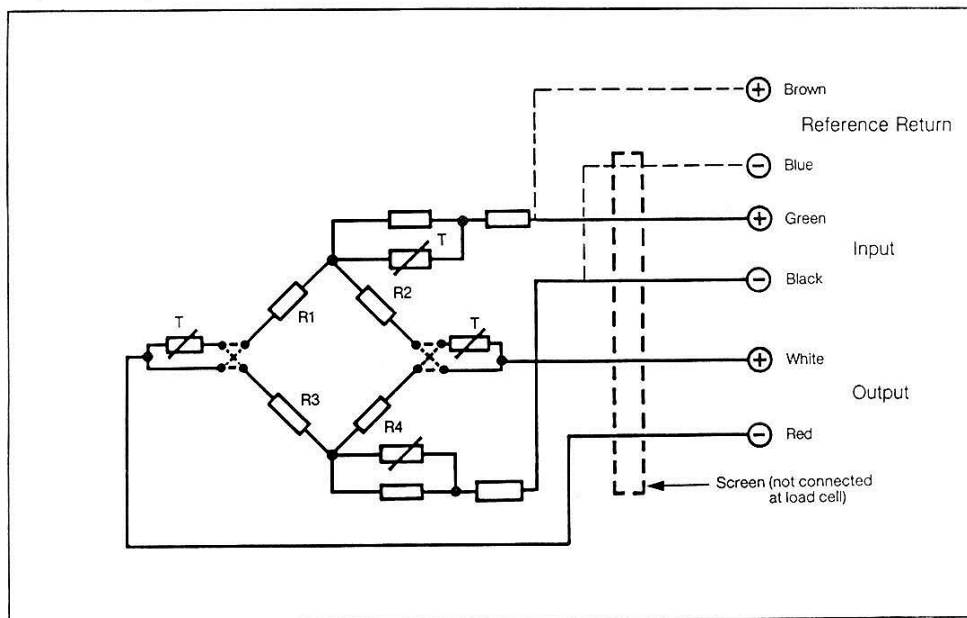 + Brown
Reference Return
− Blue
+ Green
Input
− Black
+ White
Output
− Red
Screen (not connected
at load cell)
T
R2
R1
T
T
R3
R4